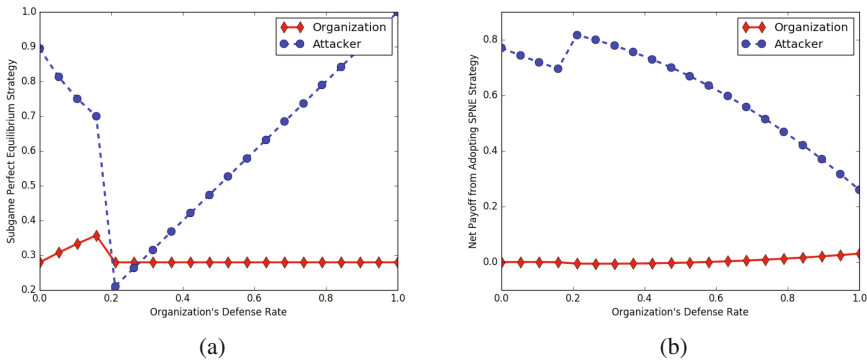 Subgame Perfect Equilibrium Strategy
1.0
0.9
0.8
0.7
0.6
0.5
0.4
0.3
0.2
Organization
Attacker
0.0 0.2 0.4 0.6 0.8 1.0
Organization's Defense Rate
(a)
Net Payoff from Adopting SPNE Strategy
0.8
0.6
0.4
0.2
0.0
Organization
Attacker
0.0 0.2 0.4 0.6 0.8 1.0
Organization's Defense Rate
(b)